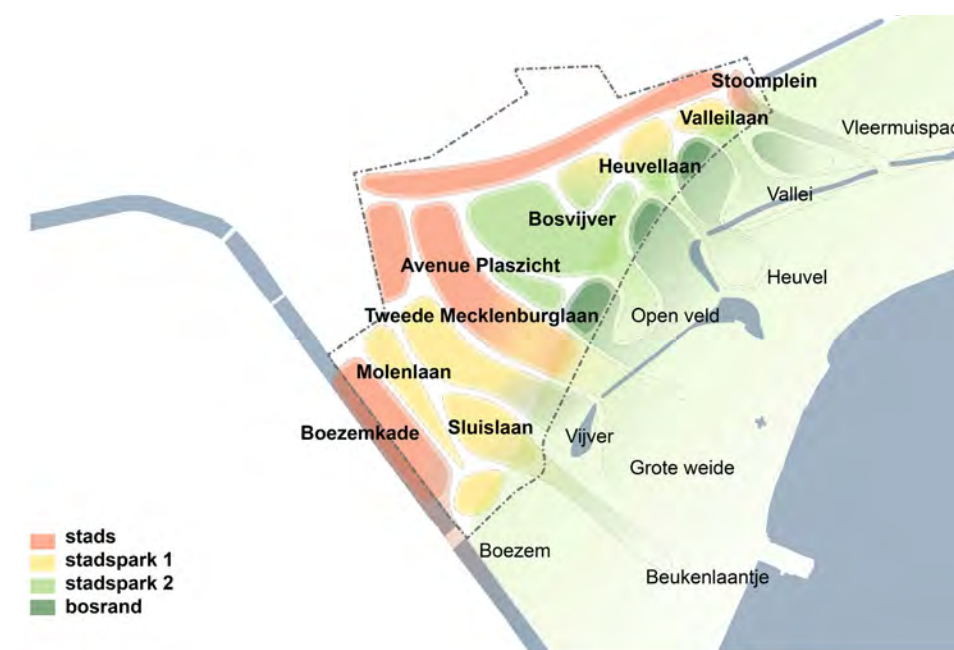 Stoomplein
Valleilaan
Vleermuispad
Heuvellaan
Vallei
Bosvijver
Avenue Plaszicht
Heuvel
Tweede Mecklenburglaan
Open veld
Molenlaan
Boezemkade
Sluislaan
Vijver
Grote weide
Boezem
Beukenlaantje
stads
stadspark 1
stadspark 2
bosrand